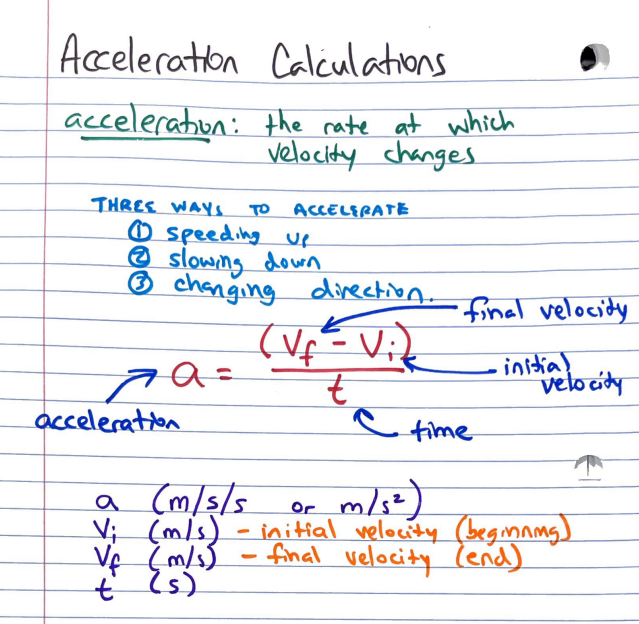 Acceleration Calculations
acceleration: the rate at which
velocity changes
THREE WAYS TO ACCELERATE
① speeding up
② slowing down
③ changing direction.
final velocity
a = (Vf - Vi) / t
initial
velocity
acceleration
time
a (m/s/s or m/s²)
Vi (m/s) - initial velocity (beginning)
Vf (m/s) - final velocity (end)
t (s)